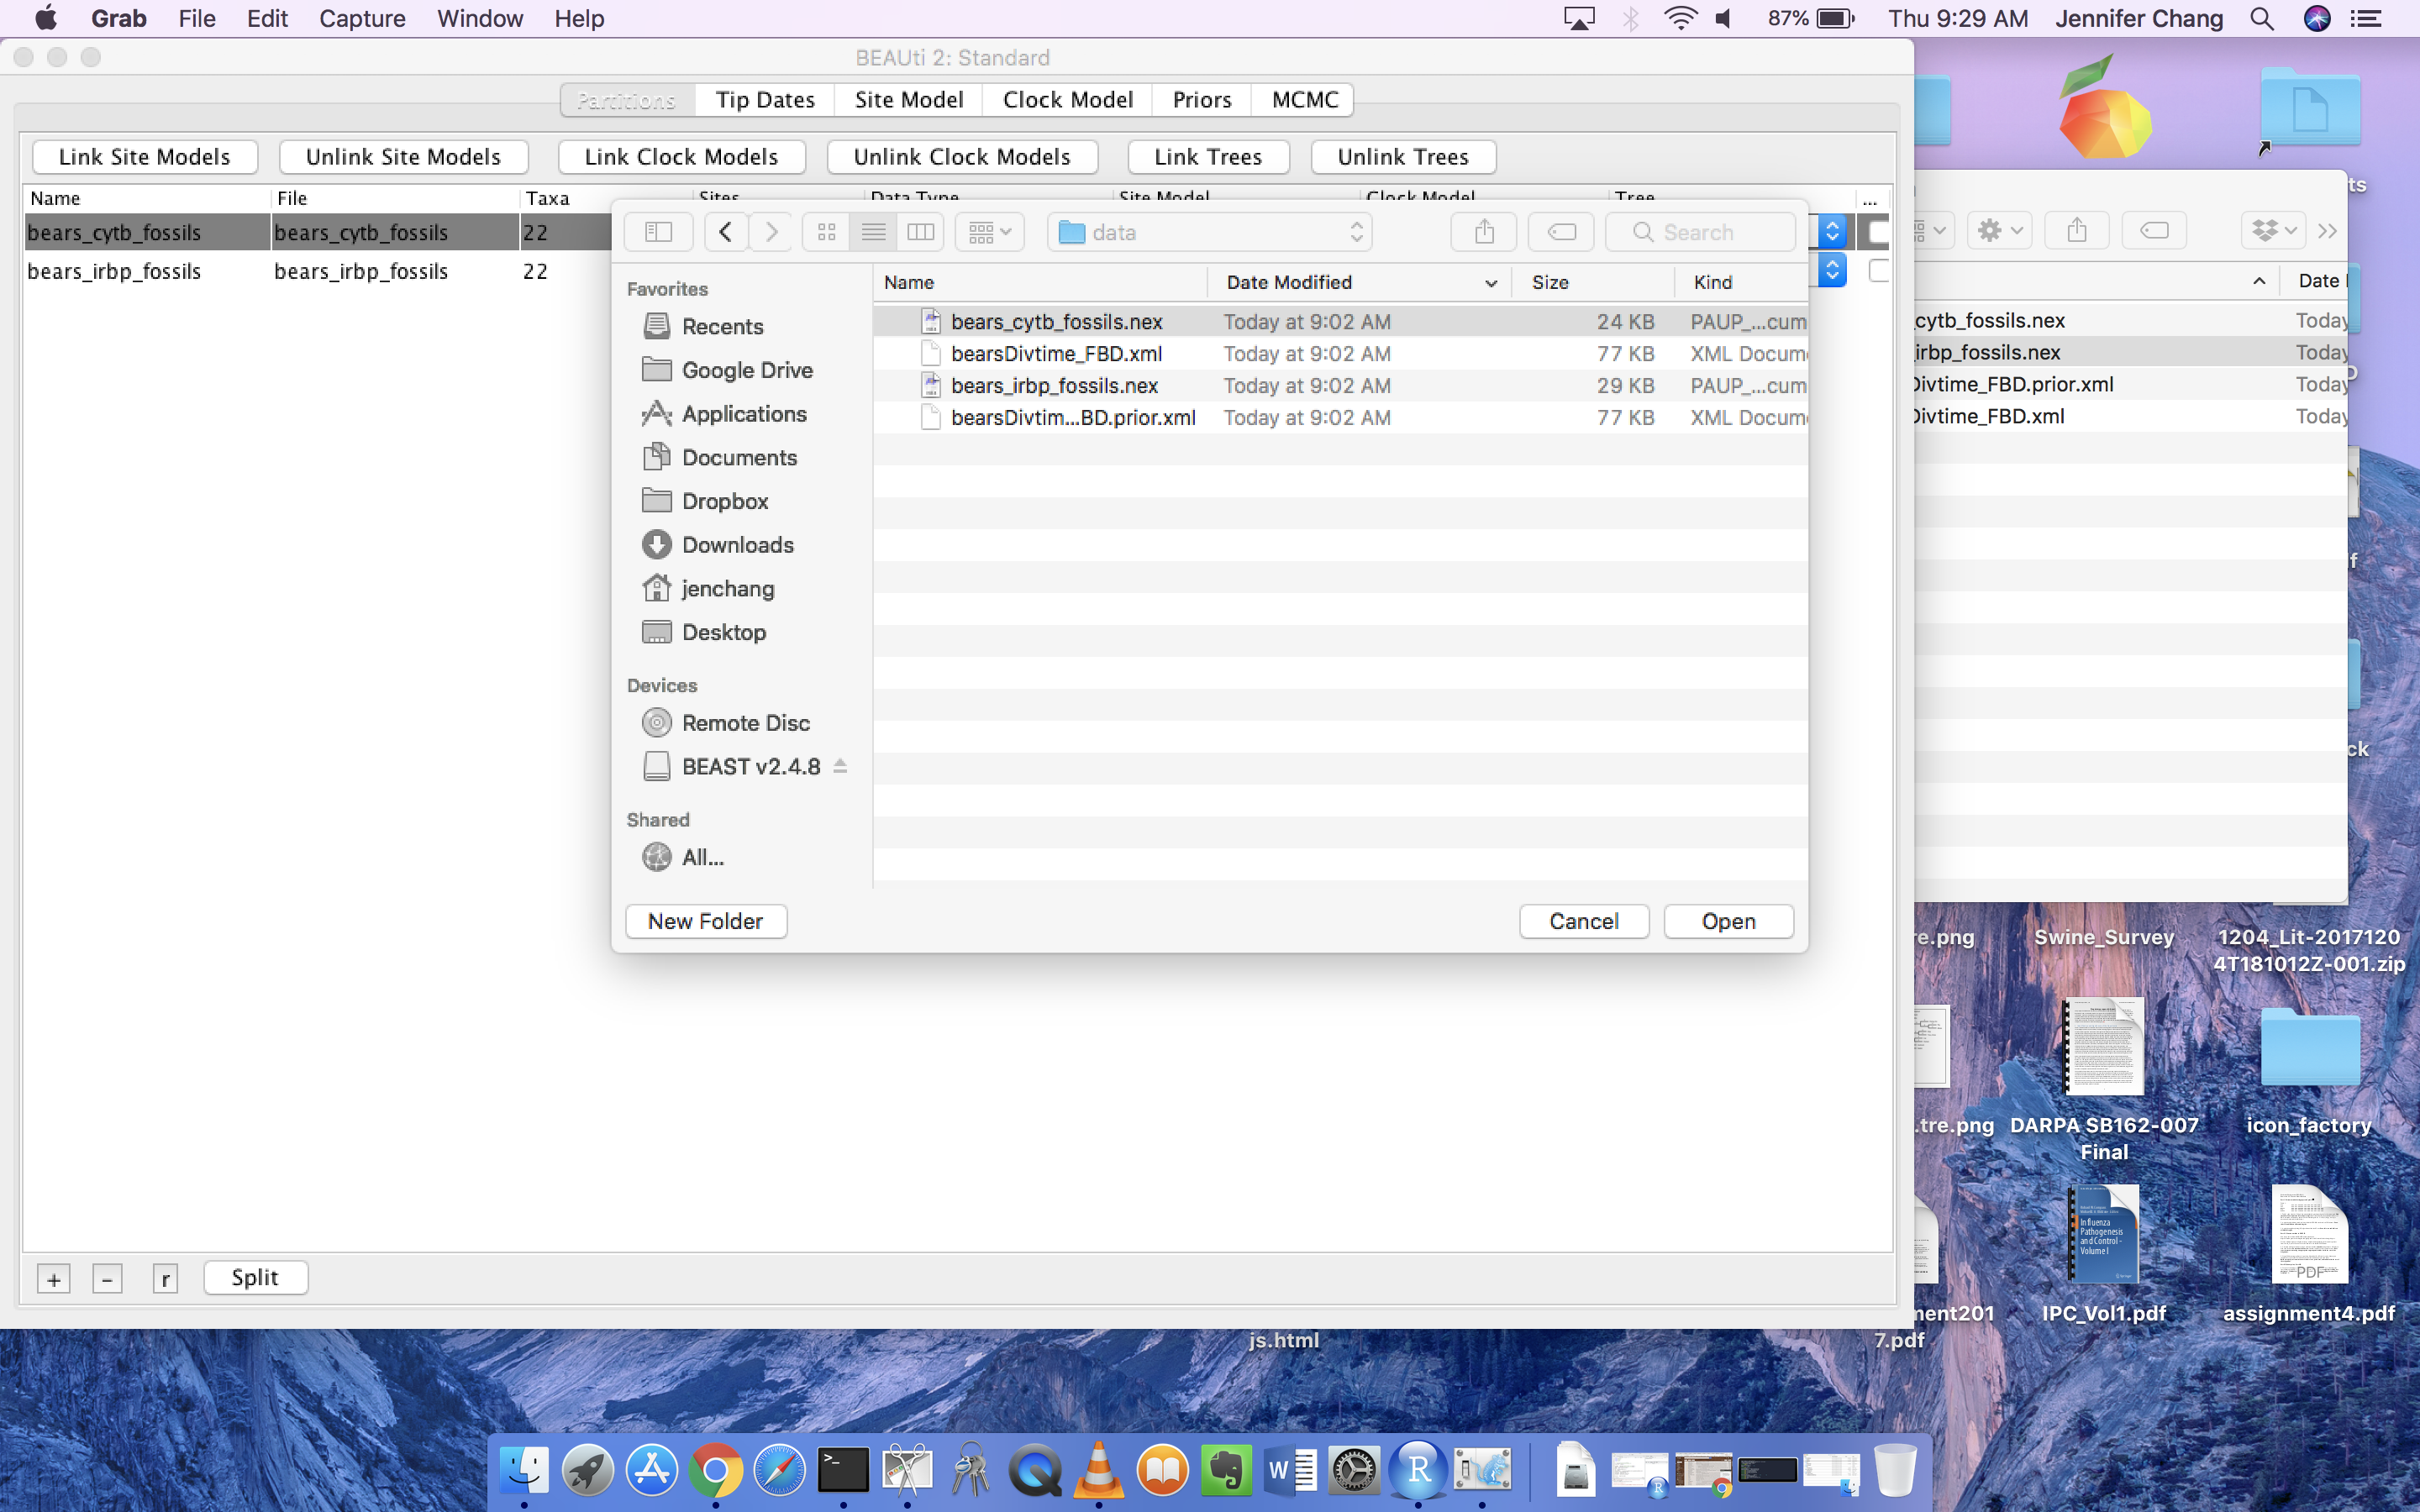 Grab File Edit Capture Window Help 87% Thu 9:29 AM Jennifer Chang
BEAUti 2: Standard
Partitions Tip Dates Site Model Clock Model Priors MCMC
Link Site Models Unlink Site Models Link Clock Models Unlink Clock Models Link Trees Unlink Trees
Name File Taxa Sites Data Type Site Model Clock Model Tree ...
bears_cytb_fossils bears_cytb_fossils 22
bears_irbp_fossils bears_irbp_fossils 22
data Search
Name Date Modified Size Kind
bears_cytb_fossils.nex Today at 9:02 AM 24 KB PAUP_...cum
bearsDivtime_FBD.xml Today at 9:02 AM 77 KB XML Docum
bears_irbp_fossils.nex Today at 9:02 AM 29 KB PAUP_...cum
bearsDivtim...BD.prior.xml Today at 9:02 AM 77 KB XML Docum
Favorites
Recents
Google Drive
Applications
Documents
Dropbox
Downloads
jenchang
Desktop
Devices
Remote Disc
BEAST v2.4.8
Shared
All...
New Folder Cancel Open
+ - r Split
ts
Date
cytb_fossils.nex Today
irbp_fossils.nex Today
Divtime_FBD.prior.xml Today
Divtime_FBD.xml Today
ck
re.png Swine_Survey 1204_Lit-2017120
4T181012Z-001.zip
.tre.png DARPA SB162-007
Final
icon_factory
Influenza
Pathogenesis
and Control -
Volume I
PDF
ment201
7.pdf
IPC_Vol1.pdf assignment4.pdf
js.html